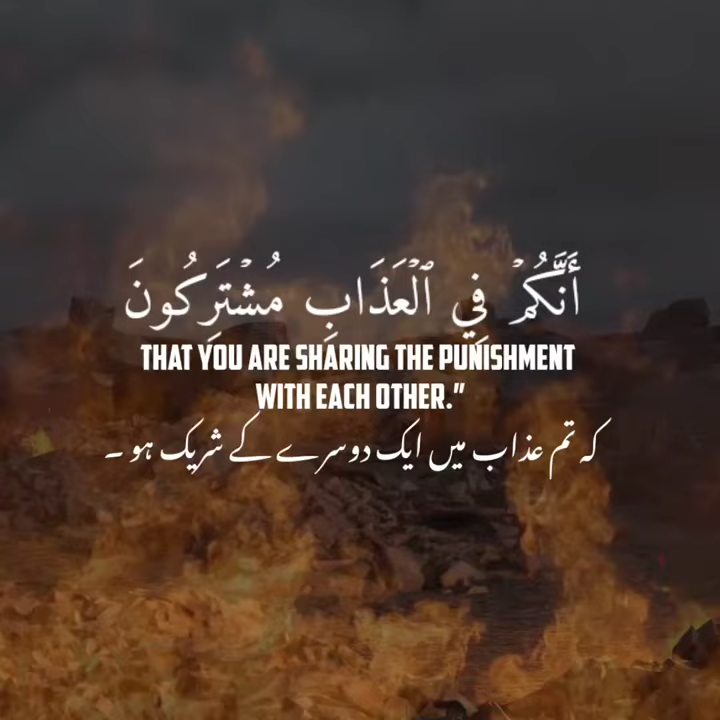 أَنَّكُمۡ فِي ٱلۡعَذَابِ مُشۡتَرِكُونَ
THAT YOU ARE SHARING THE PUNISHMENT
WITH EACH OTHER.”
کہ تم عذاب میں ایک دوسرے کے شریک ہو ۔